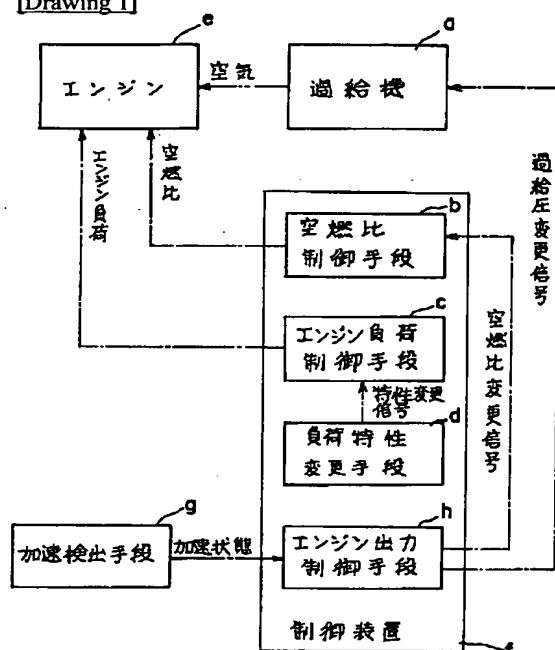 [Drawing 1]
e
エンジン
空気
a
過給機
エンジン負荷
空燃比
過給圧変更信号
b
空燃比
制御手段
c
エンジン負荷
制御手段
空燃比変更信号
特性変更
信号
d
負荷特性
変更手段
g
加速検出手段
加速状態
h
エンジン出力
制御手段
制御装置
f